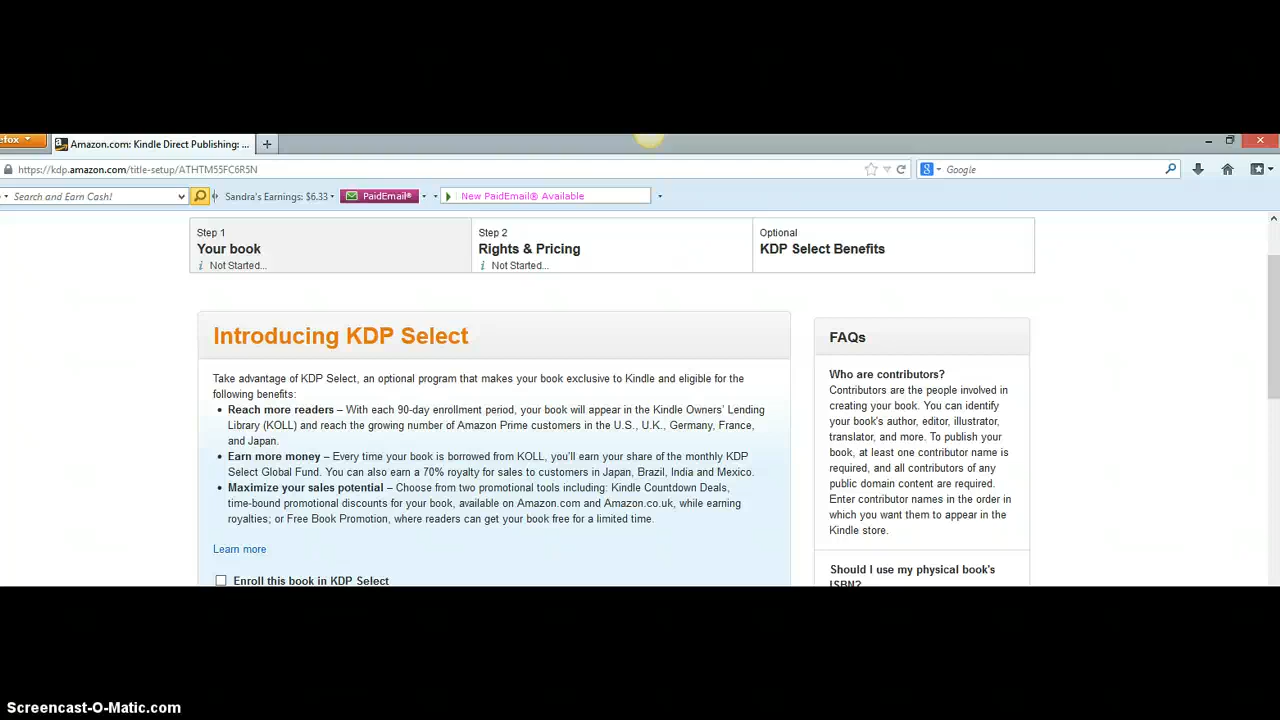 efox
Amazon.com: Kindle Direct Publishing: ...
https://kdp.amazon.com/title-setup/ATHTM55FC6R5N
Google
Search and Earn Cash!
Sandra's Earnings: $6.33
PaidEmail®
New PaidEmail® Available
Step 1
Your book
Not Started...
Step 2
Rights & Pricing
Not Started...
Optional
KDP Select Benefits
Introducing KDP Select
Take advantage of KDP Select, an optional program that makes your book exclusive to Kindle and eligible for the
following benefits:
• Reach more readers – With each 90-day enrollment period, your book will appear in the Kindle Owners' Lending
Library (KOLL) and reach the growing number of Amazon Prime customers in the U.S., U.K., Germany, France,
and Japan.
• Earn more money – Every time your book is borrowed from KOLL, you'll earn your share of the monthly KDP
Select Global Fund. You can also earn a 70% royalty for sales to customers in Japan, Brazil, India and Mexico.
• Maximize your sales potential – Choose from two promotional tools including: Kindle Countdown Deals,
time-bound promotional discounts for your book, available on Amazon.com and Amazon.co.uk, while earning
royalties; or Free Book Promotion, where readers can get your book free for a limited time.
Learn more
Enroll this book in KDP Select
FAQs
Who are contributors?
Contributors are the people involved in
creating your book. You can identify
your book's author, editor, illustrator,
translator, and more. To publish your
book, at least one contributor name is
required, and all contributors of any
public domain content are required.
Enter contributor names in the order in
which you want them to appear in the
Kindle store.
Should I use my physical book's
ISBN?
Screencast-O-Matic.com